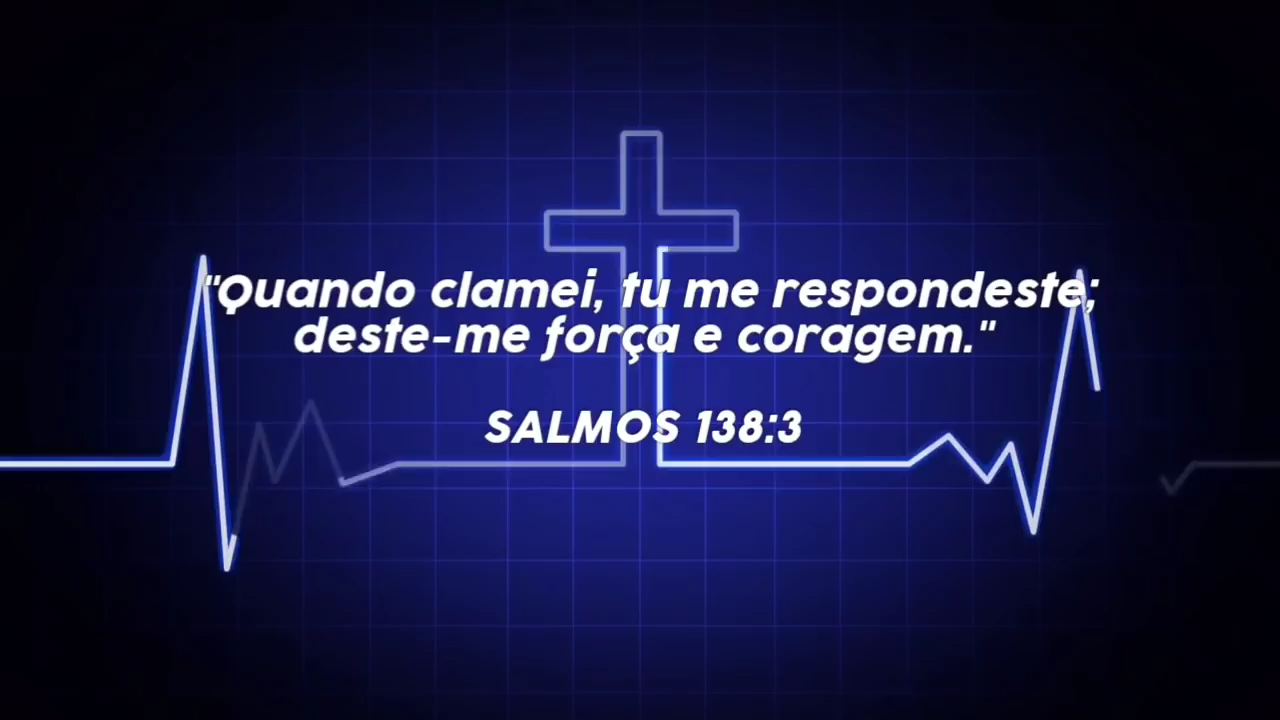 "Quando clamei, tu me respondeste;
deste-me força e coragem."
SALMOS 138:3